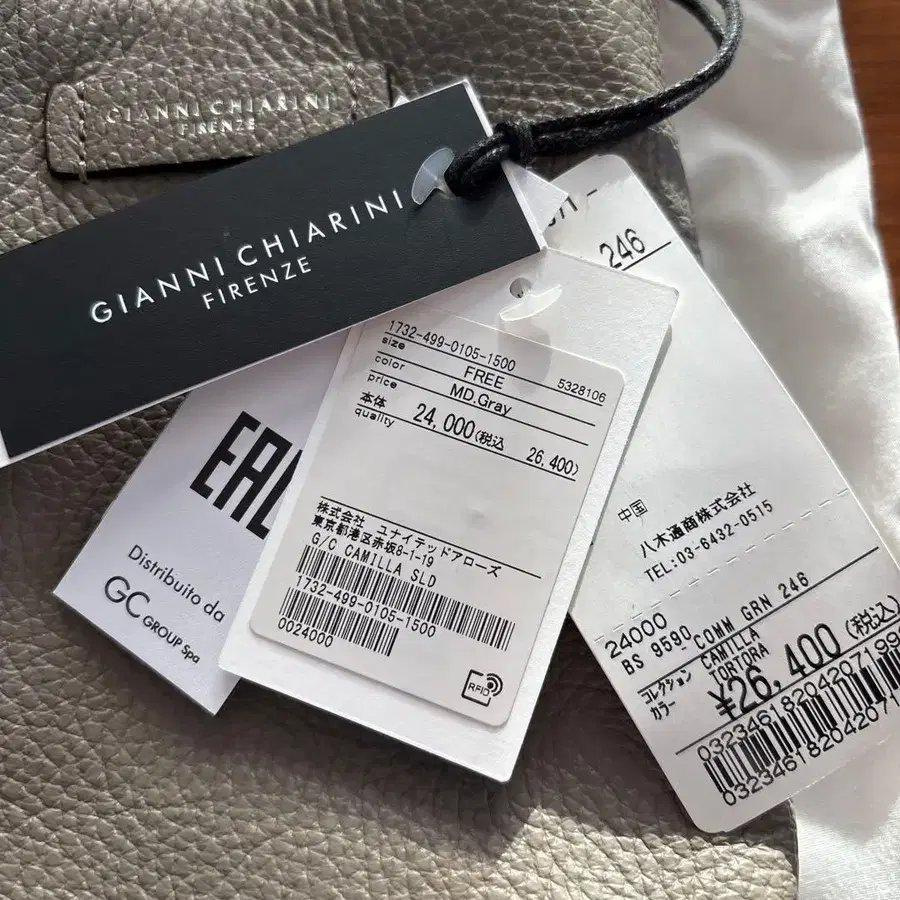 GIANNI CHIARINI
FIRENZE
GIANNI CHIARINI
FIRENZE
EAC
Distribuito da
GC GROUP Spa
1732-499-0105-1500
size FREE 5328106
color MD.Gray
price
本体 24,000(税込 26,400)
quality
株式会社 ユナイテッドアローズ
東京都港区赤坂8-1-19
G/C CAMILLA SLD
1732-499-0105-1500
0024000
RFID
246
中国
八木通商株式会社
TEL:03-6432-0515
24000
BS 9590 COMM GRN 246
コレクション CAMILLA
カラー TORTORA
¥26,400(税込)